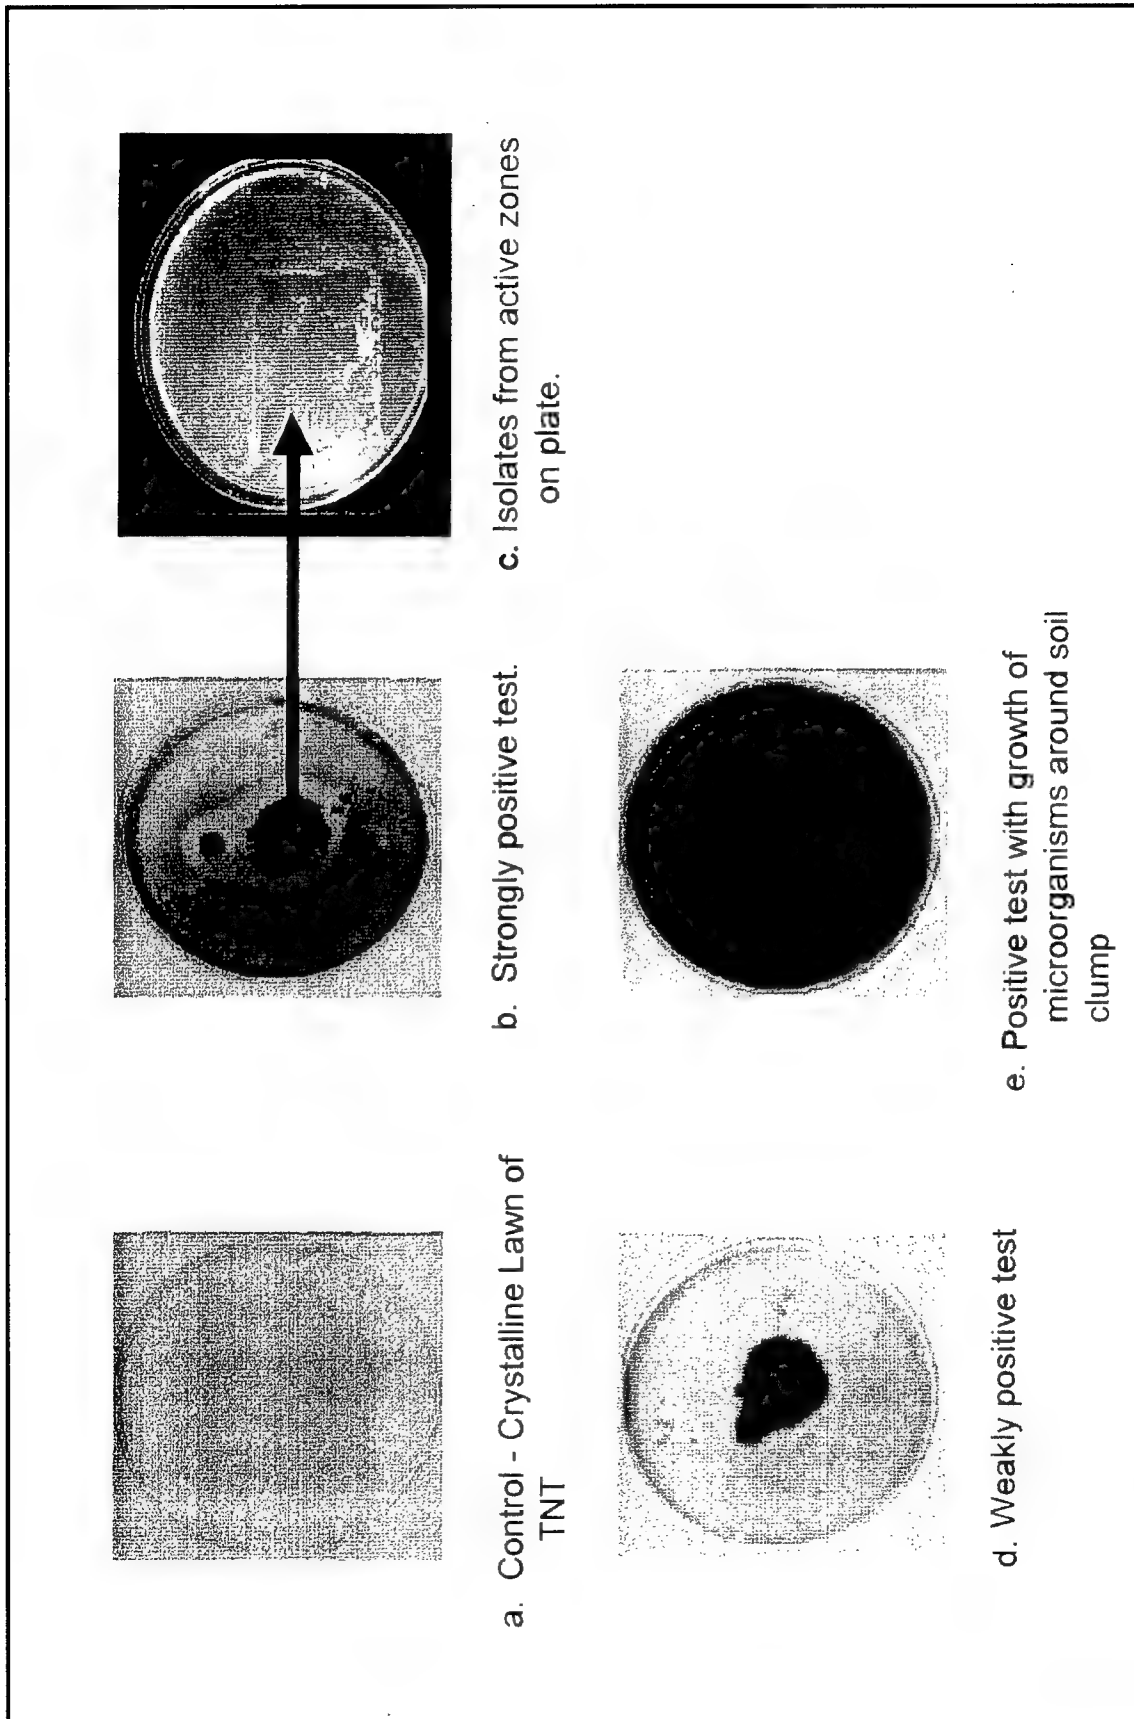 a. Control - Crystalline Lawn of
TNT
b. Strongly positive test.
c. Isolates from active zones
on plate.
d. Weakly positive test
e. Positive test with growth of
microorganisms around soil
clump